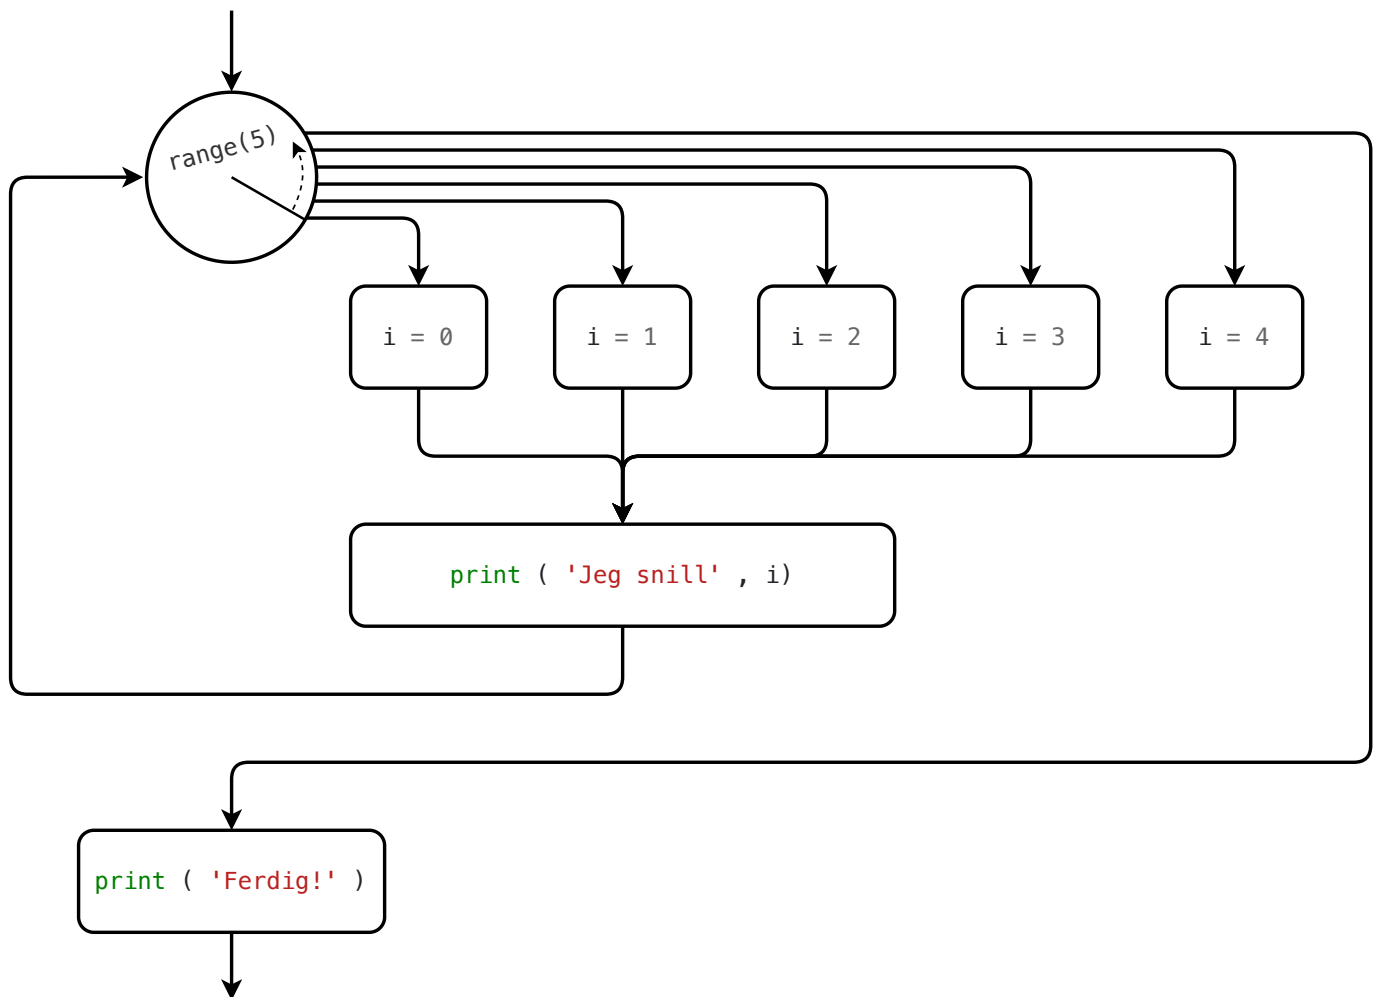 range(5)
i = 0
i = 1
i = 2
i = 3
i = 4
print ( 'Jeg snill' , i)
print ( 'Ferdig!' )